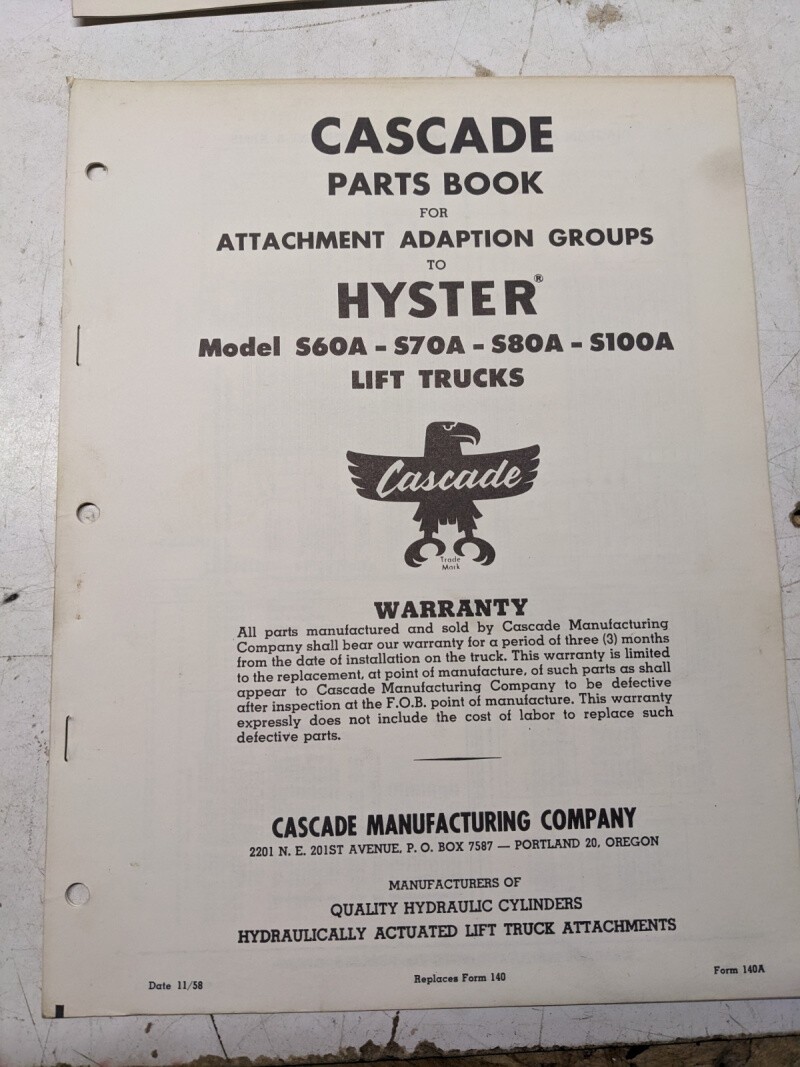 CASCADE
PARTS BOOK
FOR
ATTACHMENT ADAPTION GROUPS
TO
HYSTER®
Model S60A - S70A - S80A - S100A
LIFT TRUCKS
Cascade
Trade
Mark
WARRANTY
All parts manufactured and sold by Cascade Manufacturing
Company shall bear our warranty for a period of three (3) months
from the date of installation on the truck. This warranty is limited
to the replacement, at point of manufacture, of such parts as shall
appear to Cascade Manufacturing Company to be defective
after inspection at the F.O.B. point of manufacture. This warranty
expressly does not include the cost of labor to replace such
defective parts.
CASCADE MANUFACTURING COMPANY
2201 N. E. 201ST AVENUE, P. O. BOX 7587 — PORTLAND 20, OREGON
MANUFACTURERS OF
QUALITY HYDRAULIC CYLINDERS
HYDRAULICALLY ACTUATED LIFT TRUCK ATTACHMENTS
Date 11/58
Replaces Form 140
Form 140A